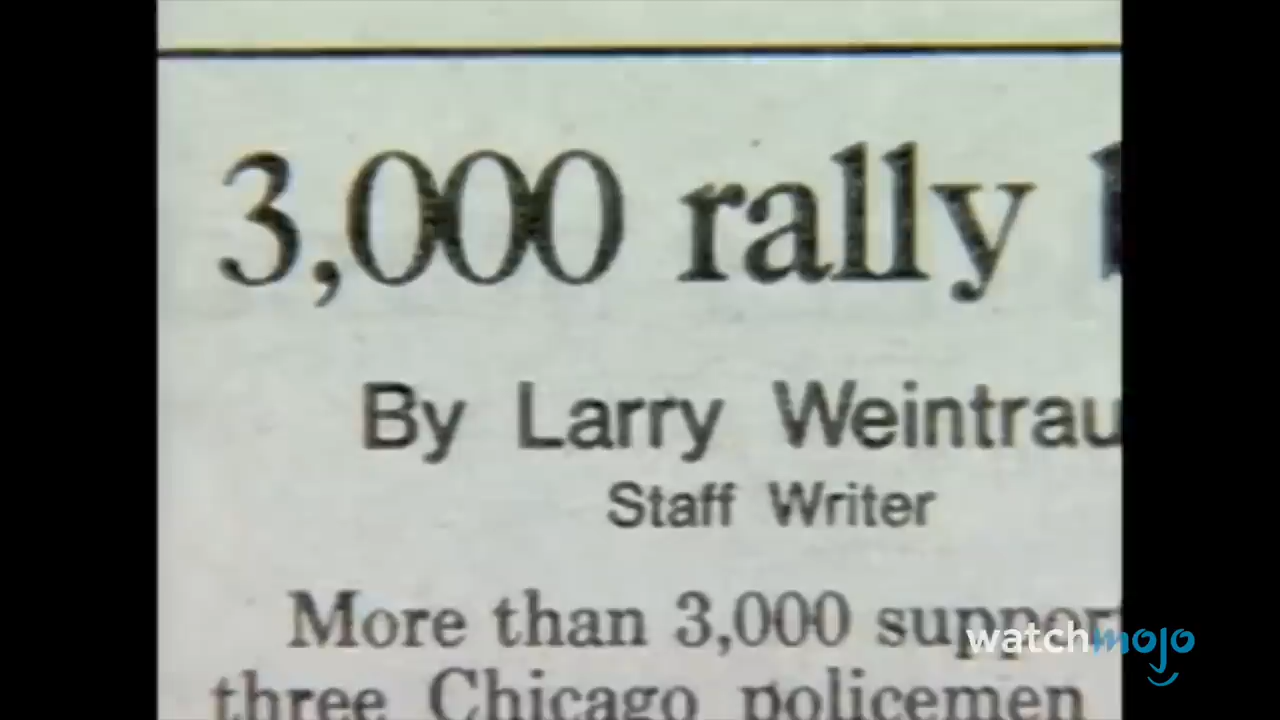 3,000 rally
By Larry Weintrau
Staff Writer
More than 3,000 suppor
three Chicago policemen
watchmojo